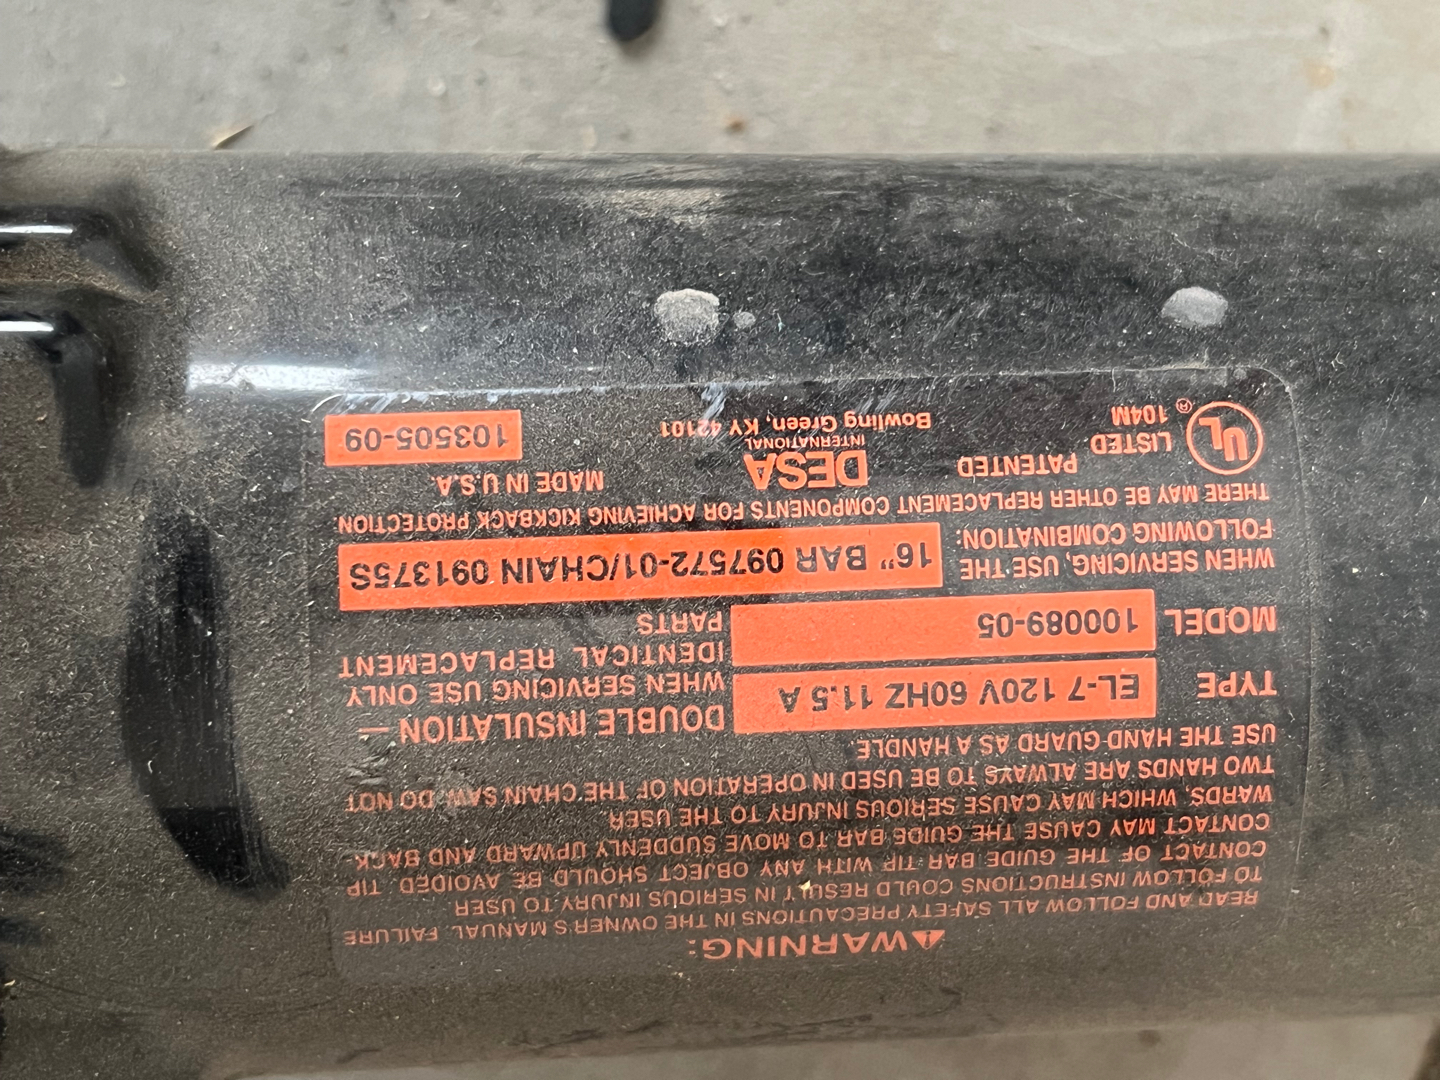 ⚠WARNING:
READ AND FOLLOW ALL SAFETY PRECAUTIONS IN THE OWNER'S MANUAL. FAILURE
TO FOLLOW INSTRUCTIONS COULD RESULT IN SERIOUS INJURY TO USER
CONTACT OF THE GUIDE BAR TIP WITH ANY OBJECT SHOULD BE AVOIDED. TIP
CONTACT MAY CAUSE THE GUIDE BAR TO MOVE SUDDENLY UPWARD AND BACK-
WARDS, WHICH MAY CAUSE SERIOUS INJURY TO THE USER
TWO HANDS ARE ALWAYS TO BE USED IN OPERATION OF THE CHAIN SAW. DO NOT
USE THE HAND GUARD AS A HANDLE.
TYPE EL-7 120V 60HZ 11.5 A
MODEL 100089-05
DOUBLE INSULATION —
WHEN SERVICING USE ONLY
IDENTICAL REPLACEMENT
PARTS
WHEN SERVICING, USE THE
FOLLOWING COMBINATION:
16" BAR 097572-01/CHAIN 091375S
THERE MAY BE OTHER REPLACEMENT COMPONENTS FOR ACHIEVING KICKBACK PROTECTION.
UL ®
LISTED
104M
PATENTED
DESA
INTERNATIONAL
Bowling Green, KY 42101
MADE IN U.S.A.
103505-09